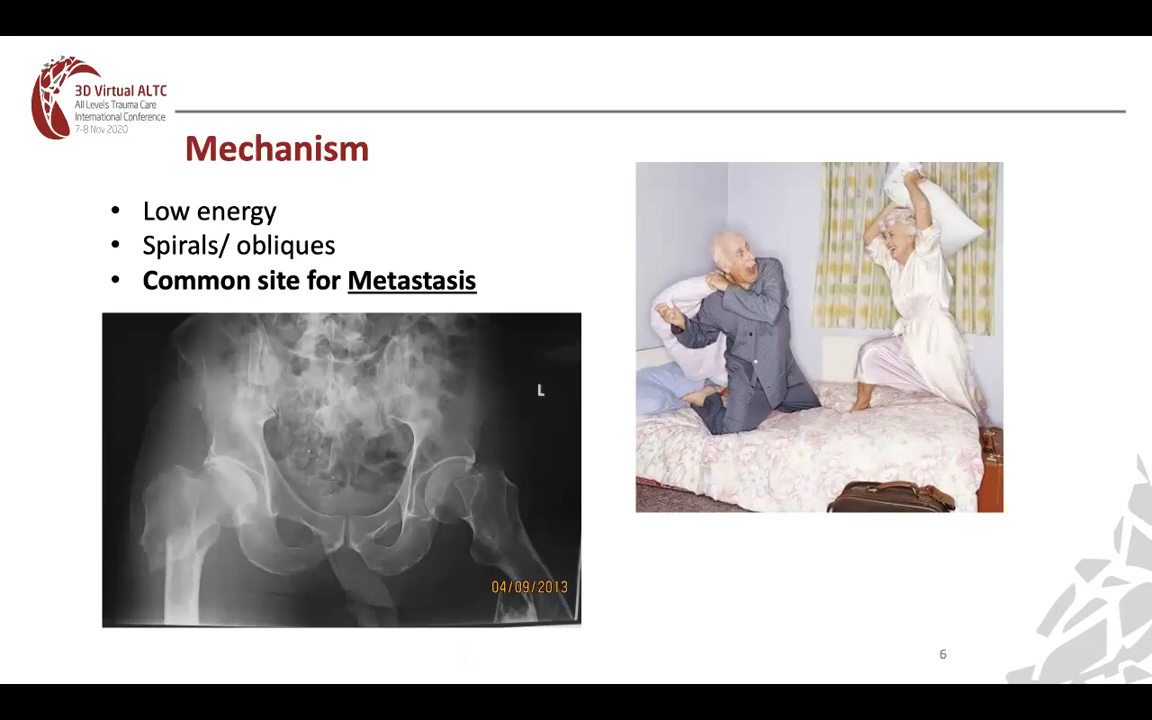 3D Virtual ALTC
All Levels Trauma Care
International Conference
7-8 Nov 2020
Mechanism
• Low energy
• Spirals/ obliques
• Common site for Metastasis
L
04/09/2013
6